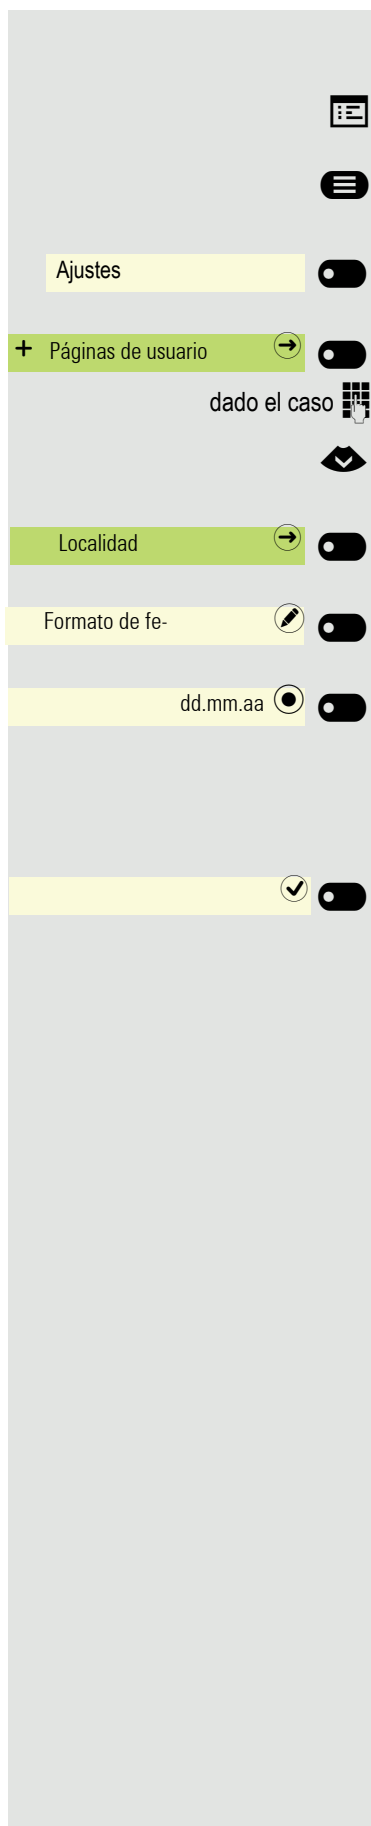 Ajustes
+ Páginas de usuario
dado el caso
Localidad
Formato de fe-
dd.mm.aa